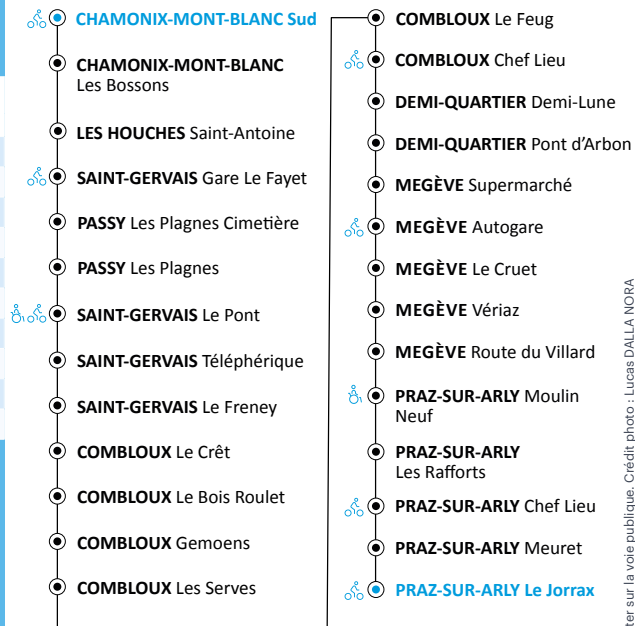 CHAMONIX-MONT-BLANC Sud
CHAMONIX-MONT-BLANC
Les Bossons
LES HOUCHES Saint-Antoine
SAINT-GERVAIS Gare Le Fayet
PASSY Les Plagnes Cimetière
PASSY Les Plagnes
SAINT-GERVAIS Le Pont
SAINT-GERVAIS Téléphérique
SAINT-GERVAIS Le Freney
COMBLOUX Le Crêt
COMBLOUX Le Bois Roulet
COMBLOUX Gemoens
COMBLOUX Les Serves
COMBLOUX Le Feug
COMBLOUX Chef Lieu
DEMI-QUARTIER Demi-Lune
DEMI-QUARTIER Pont d'Arbon
MEGÈVE Supermarché
MEGÈVE Autogare
MEGÈVE Le Cruet
MEGÈVE Vériaz
MEGÈVE Route du Villard
PRAZ-SUR-ARLY Moulin
Neuf
PRAZ-SUR-ARLY
Les Rafforts
PRAZ-SUR-ARLY Chef Lieu
PRAZ-SUR-ARLY Meuret
PRAZ-SUR-ARLY Le Jorrax
ter sur la voie publique. Crédit photo : Lucas DALLA NORA